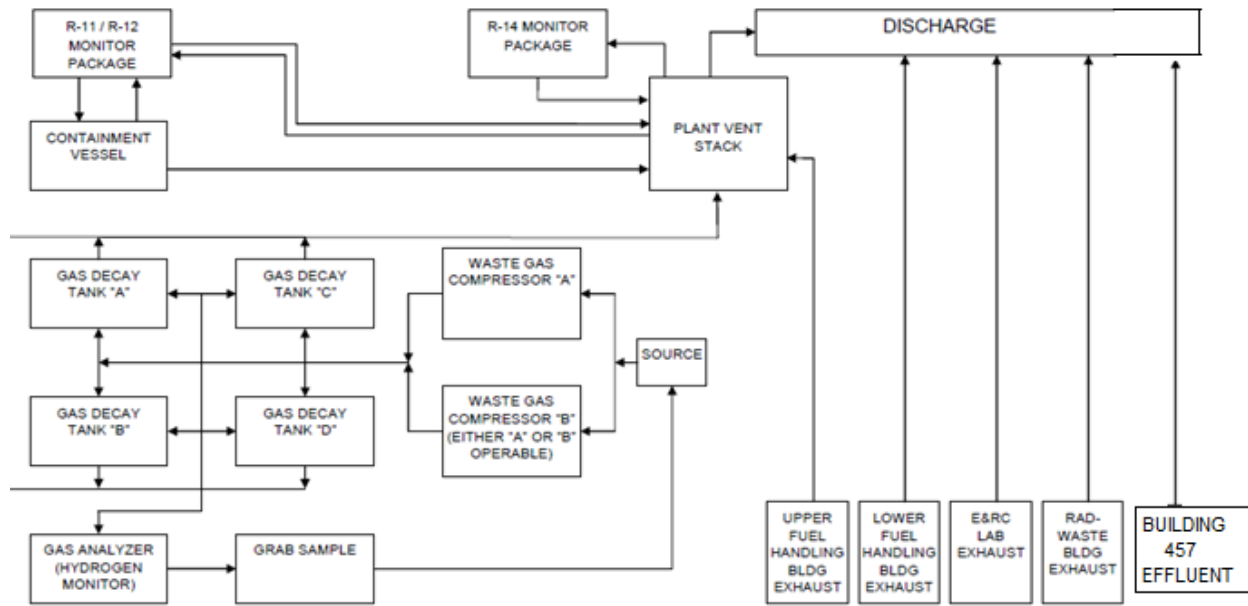 R-11 / R-12
MONITOR
PACKAGE
R-14 MONITOR
PACKAGE
DISCHARGE
CONTAINMENT
VESSEL
PLANT VENT
STACK
GAS DECAY
TANK "A"
GAS DECAY
TANK "C"
WASTE GAS
COMPRESSOR "A"
SOURCE
GAS DECAY
TANK "B"
GAS DECAY
TANK "D"
WASTE GAS
COMPRESSOR "B"
(EITHER "A" OR "B"
OPERABLE)
GAS ANALYZER
(HYDROGEN
MONITOR)
GRAB SAMPLE
UPPER
FUEL
HANDLING
BLDG
EXHAUST
LOWER
FUEL
HANDLING
BLDG
EXHAUST
E&RC
LAB
EXHAUST
RAD-
WASTE
BLDG
EXHAUST
BUILDING
457
EFFLUENT